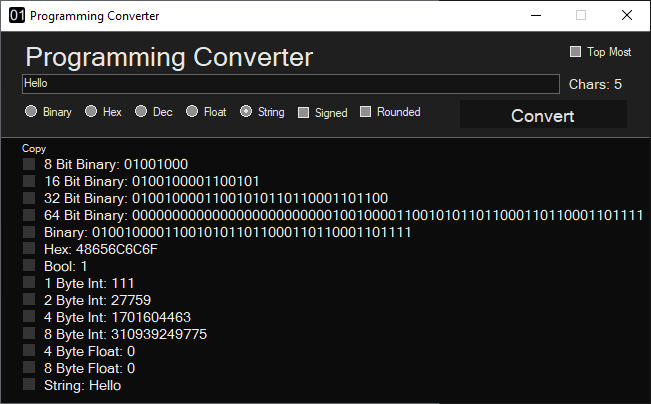 01 Programming Converter
Programming Converter
Top Most
Hello
Chars: 5
Binary Hex Dec Float String Signed Rounded
Convert
Copy
8 Bit Binary: 01001000
16 Bit Binary: 0100100001100101
32 Bit Binary: 01001000011001010110110001101100
64 Bit Binary: 0000000000000000000000000100100001100101011011000110110001101111
Binary: 0100100001100101011011000110110001101111
Hex: 48656C6C6F
Bool: 1
1 Byte Int: 111
2 Byte Int: 27759
4 Byte Int: 1701604463
8 Byte Int: 310939249775
4 Byte Float: 0
8 Byte Float: 0
String: Hello